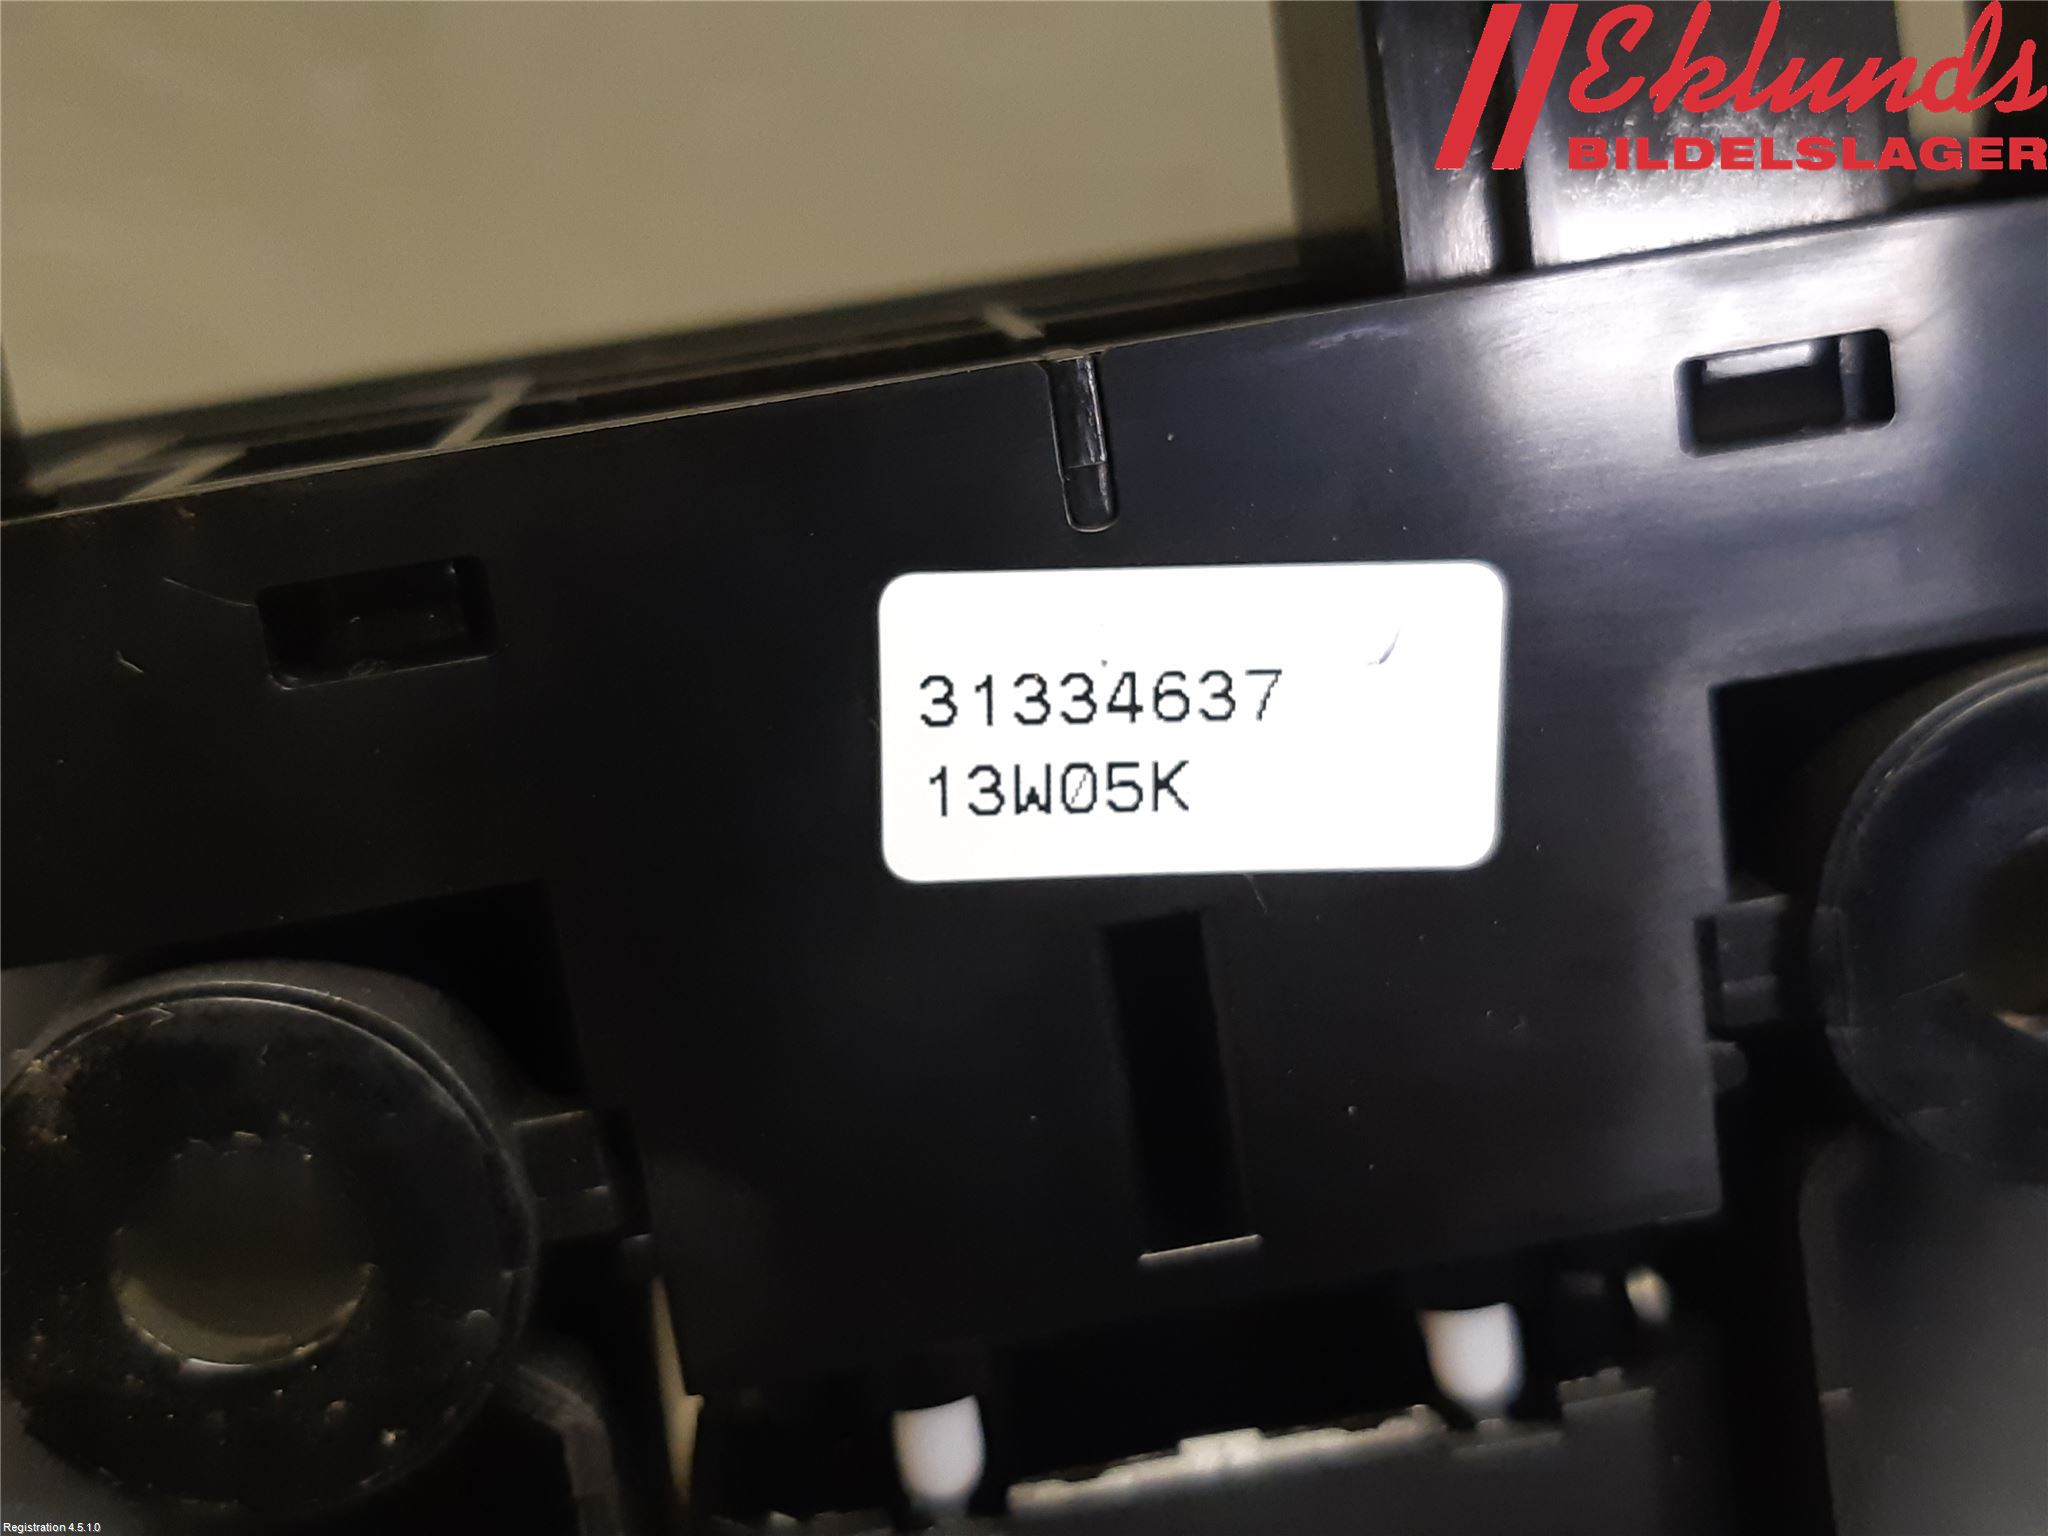 Eklunds
BILDELSLAGER
31334637
13W05K
Registration 4.5.1.0